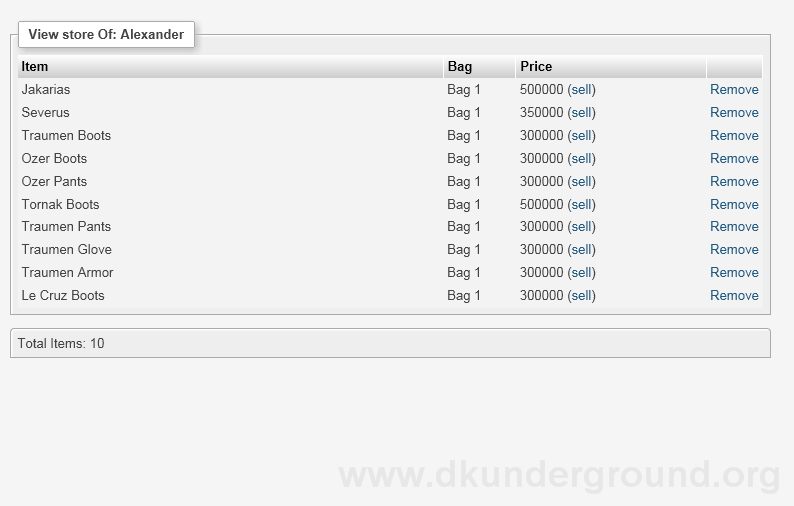 View store Of: Alexander
Item Bag Price
Jakarias Bag 1 500000 (sell) Remove
Severus Bag 1 350000 (sell) Remove
Traumen Boots Bag 1 300000 (sell) Remove
Ozer Boots Bag 1 300000 (sell) Remove
Ozer Pants Bag 1 300000 (sell) Remove
Tornak Boots Bag 1 500000 (sell) Remove
Traumen Pants Bag 1 300000 (sell) Remove
Traumen Glove Bag 1 300000 (sell) Remove
Traumen Armor Bag 1 300000 (sell) Remove
Le Cruz Boots Bag 1 300000 (sell) Remove
Total Items: 10
www.dkunderground.org